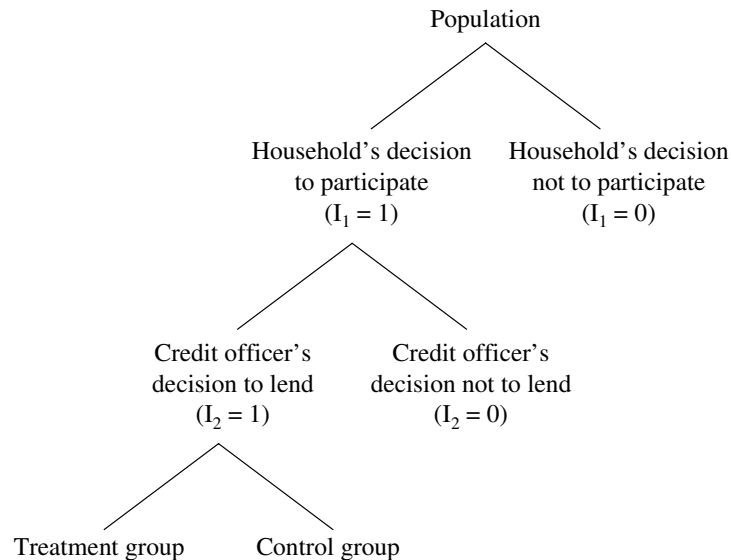 Population
Household’s decision
to participate
(I₁ = 1)
Household’s decision
not to participate
(I₁ = 0)
Credit officer’s
decision to lend
(I₂ = 1)
Credit officer’s
decision not to lend
(I₂ = 0)
Treatment group
Control group